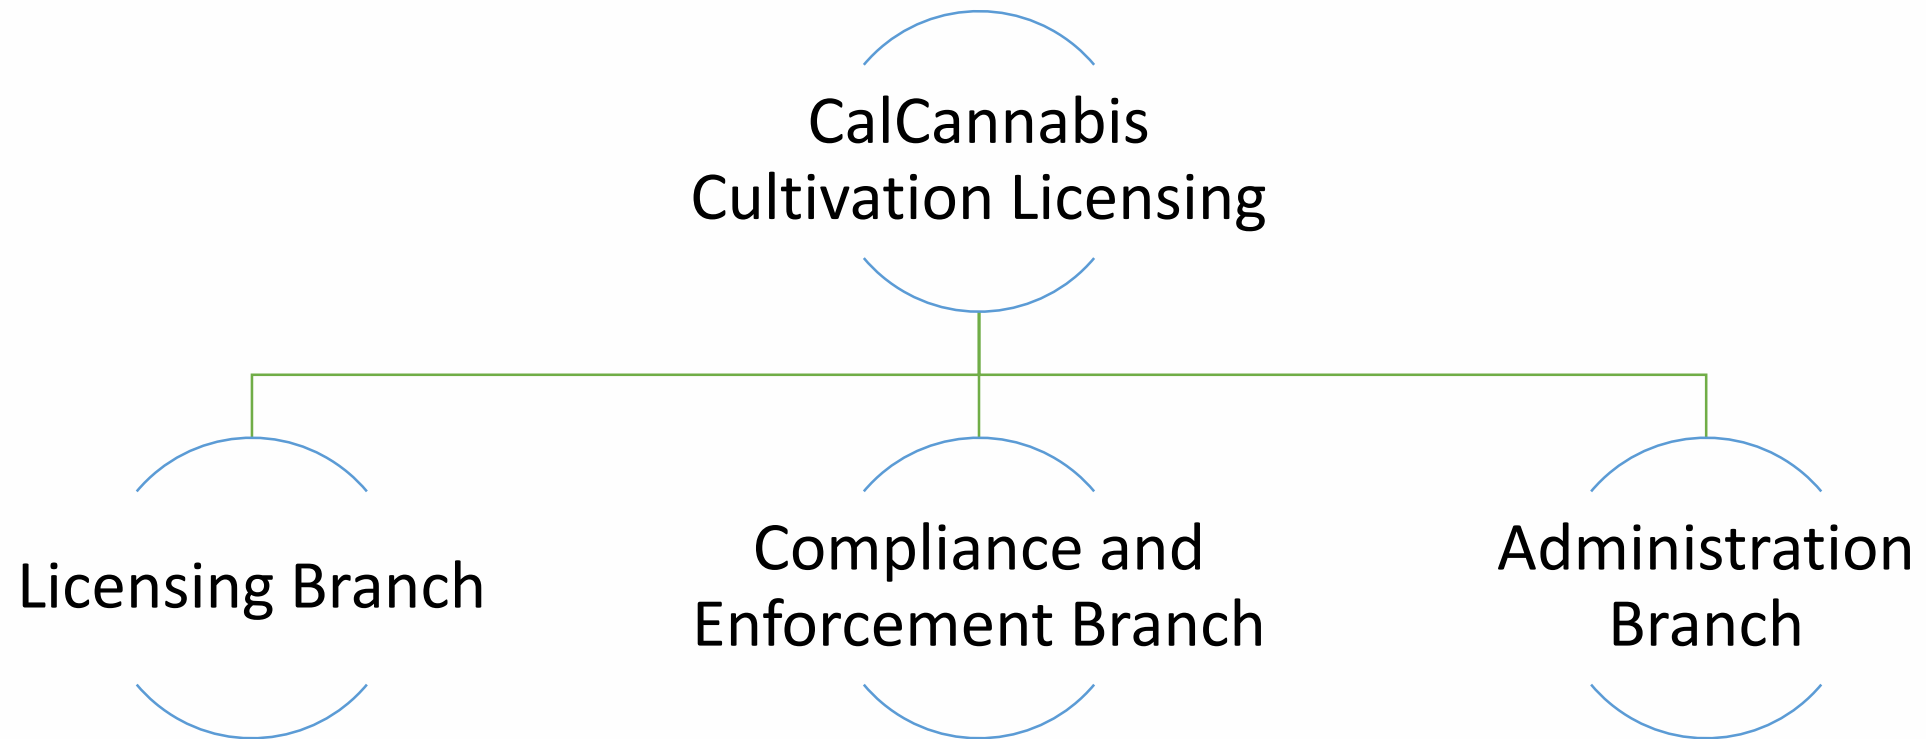 CalCannabis
Cultivation Licensing
Licensing Branch
Compliance and
Enforcement Branch
Administration
Branch